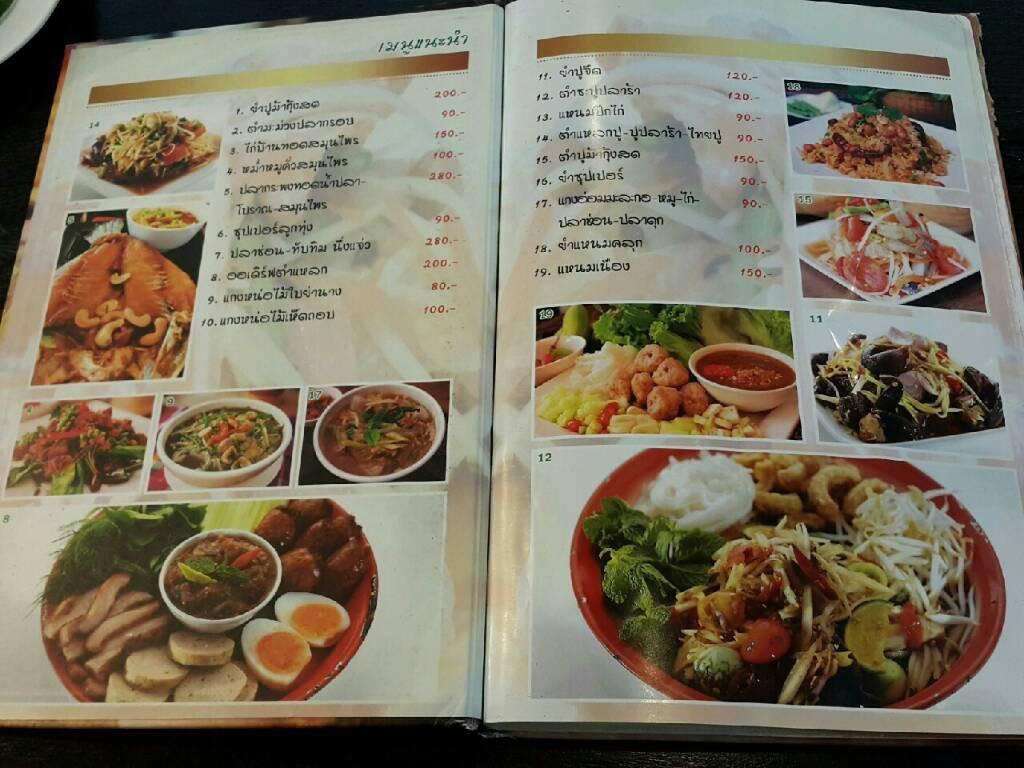 เมนูแนะนำ
1. ยำปูม้ากุ้งสด 200.-
2. ตำมะม่วงปลากรอบ 90.-
3. ไก่บ้านทอดสมุนไพร 150.-
4. หม่ำหมูคั่วสมุนไพร 100.-
5. ปลากระพงทอดน้ำปลา- 280.-
โบราณ-สมุนไพร
6. ซุปเปอร์ลูกทุ่ง 90.-
7. ปลาช่อน-ทับทิม นึ่งแจ่ว 280.-
8. ออเดิร์ฟตำแหลก 200.-
9. แกงหน่อไม้ใบย่านาง 80.-
10. แกงหน่อไม้เห็ดถอบ 100.-
14
5
4
9
17
8
11. ยำปูจืด 120.-
12. ตำซะปูปลาร้า 120.-
13. แหนมปีกไก่ 90.-
14. ตำแหลกปู-ปูปลาร้า-ไทยปู 90.-
15. ตำปูม้ากุ้งสด 150,-
16. ยำซุปเปอร์ 90.-
17. แกงอ่อมมะละกอ-หมู-ไก่- 90.-
ปลาช่อน-ปลาดุก
18. ยำแหนมคลุก 100.-
19. แหนมเนือง 150.-
18
15
19
11
12